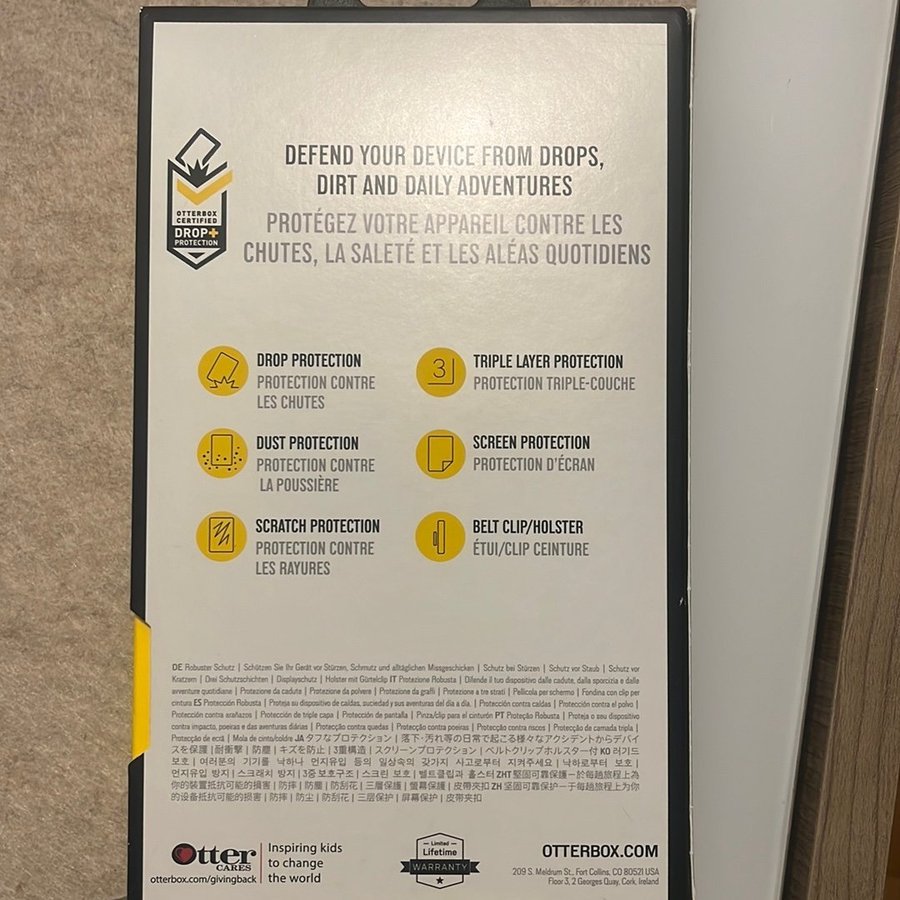 DEFEND YOUR DEVICE FROM DROPS,
DIRT AND DAILY ADVENTURES
PROTÉGEZ VOTRE APPAREIL CONTRE LES
CHUTES, LA SALETÉ ET LES ALÉAS QUOTIDIENS
OTTERBOX
CERTIFIED
DROP+
PROTECTION
DROP PROTECTION
PROTECTION CONTRE
LES CHUTES
TRIPLE LAYER PROTECTION
PROTECTION TRIPLE-COUCHE
3
DUST PROTECTION
PROTECTION CONTRE
LA POUSSIÈRE
SCREEN PROTECTION
PROTECTION D'ÉCRAN
SCRATCH PROTECTION
PROTECTION CONTRE
LES RAYURES
BELT CLIP/HOLSTER
ÉTUI/CLIP CEINTURE
DE Robuster Schutz | Schützen Sie Ihr Gerät vor Stürzen, Schmutz und alltäglichen Missgeschicken | Schutz bei Stürzen | Schutz vor Staub | Schutz vor
Kratzern | Drei Schutzschichten | Displayschutz | Holster mit Gürtelclip IT Protezione Robusta | Difende il tuo dispositivo dalle cadute, dalla sporcizia e dalle
avventure quotidiane | Protezione da cadute | Protezione da polvere | Protezione da graffi | Protezione a tre strati | Pellicola per schermo | Fondina con clip per
cintura ES Protección Robusta | Proteja su dispositivo de caídas, suciedad y sus aventuras del día a día. | Protección contra caídas | Protección contra el polvo |
Protección contra arañazos | Protección de triple capa | Protección de pantalla | Pinza/clip para el cinturón PT Proteção Robusta | Proteja o seu dispositivo
contra impacto, poeiras e das aventuras diárias | Protecção contra quedas | Protecção contra poeiras | Protecção contra riscos | Protecção de camada tripla |
Protecção de ecrã | Mola de cinto/coldre JA タフなプロテクション | 落下・汚れ等の日常で起こる様々なアクシデントからデバイ
スを保護 | 耐衝撃 | 防塵 | キズを防止 | 3重構造 | スクリーンプロテクション | ベルトクリップホルスター付 KO 러기드
보호 | 여러분의 기기를 낙하나 먼지유입 등의 일상속의 갖가지 사고로부터 지켜주세요 | 낙하로부터 보호 |
먼지유입 방지 | 스크래치 방지 | 3중 보호구조 | 스크린 보호 | 벨트클립과 홀스터 ZHT 堅固可靠保護－於每趟旅程上為
你的裝置抵抗可能的損害 | 防摔 | 防塵 | 防刮花 | 三層保護 | 螢幕保護 | 皮帶夾扣 ZH 坚固可靠保护－于每趟旅程上为你
的设备抵抗可能的损害 | 防摔 | 防尘 | 防刮花 | 三层保护 | 屏幕保护 | 皮带夹扣
Otter
CARES
otterbox.com/givingback
Inspiring kids
to change
the world
Limited
Lifetime
WARRANTY
OTTERBOX.COM
209 S. Meldrum St., Fort Collins, CO 80521 USA
Floor 3, 2 Georges Quay, Cork, Ireland